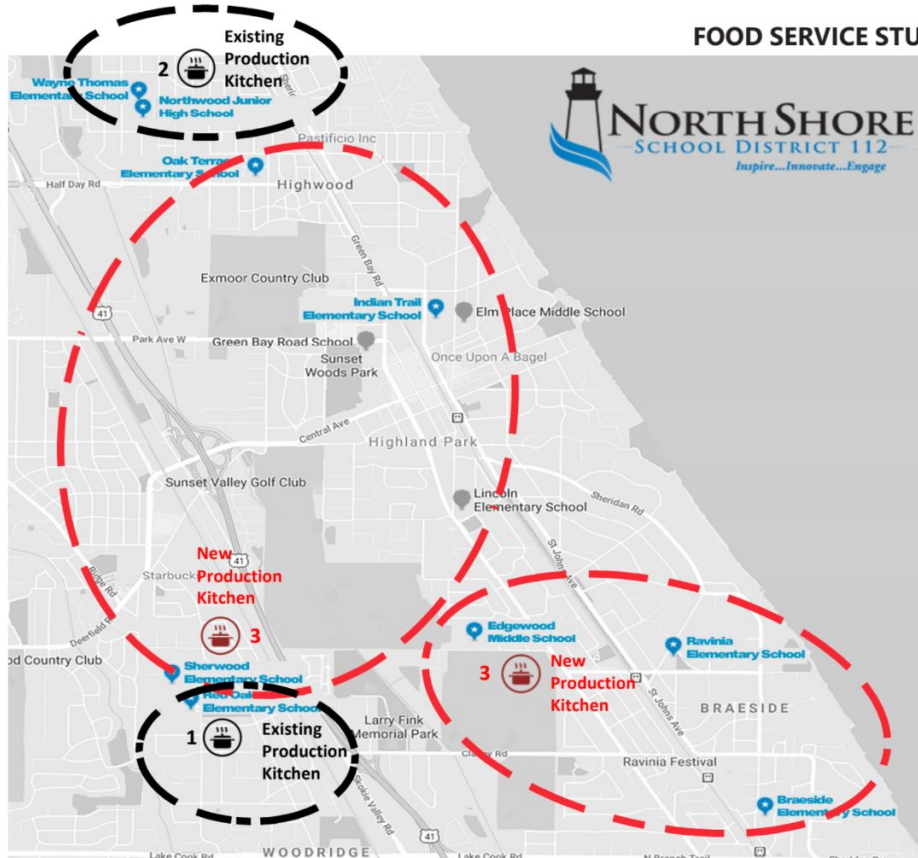 FOOD SERVICE STU
NORTH SHORE
SCHOOL DISTRICT 112
Inspire...Innovate...Engage
2
Existing
Production
Kitchen
Wayne Thomas
Elementary School
Northwood Junior
High School
Pastificio Inc
Oak Terrac
Elementary School
Half Day Rd
Highwood
Green Bay Rd
Exmoor Country Club
Indian Trail
Elementary School
Elm Place Middle School
41
Park Ave W
Green Bay Road School
Sunset
Woods Park
Once Upon A Bagel
Central Ave
Highland Park
Sunset Valley Golf Club
Lincoln
Elementary School
Sheridan Rd
St Johns Ave
New
Production
Kitchen
3
Starbucks
41
Ridge Rd
Deerfield
od Country Club
Sherwood
Elementary School
Red Oak
Elementary School
Edgewood
Middle School
Ravinia
Elementary School
3
New
Production
Kitchen
St Johns Ave
BRAESIDE
1
Existing
Production
Kitchen
Larry Fink
Memorial Park
Clavey Rd
Ravinia Festival
Skokie Valley Rd
Braeside
Elementary School
41
Lake Cook Rd
WOODRIDGE
Lake Cook Rd
N Branch Trail